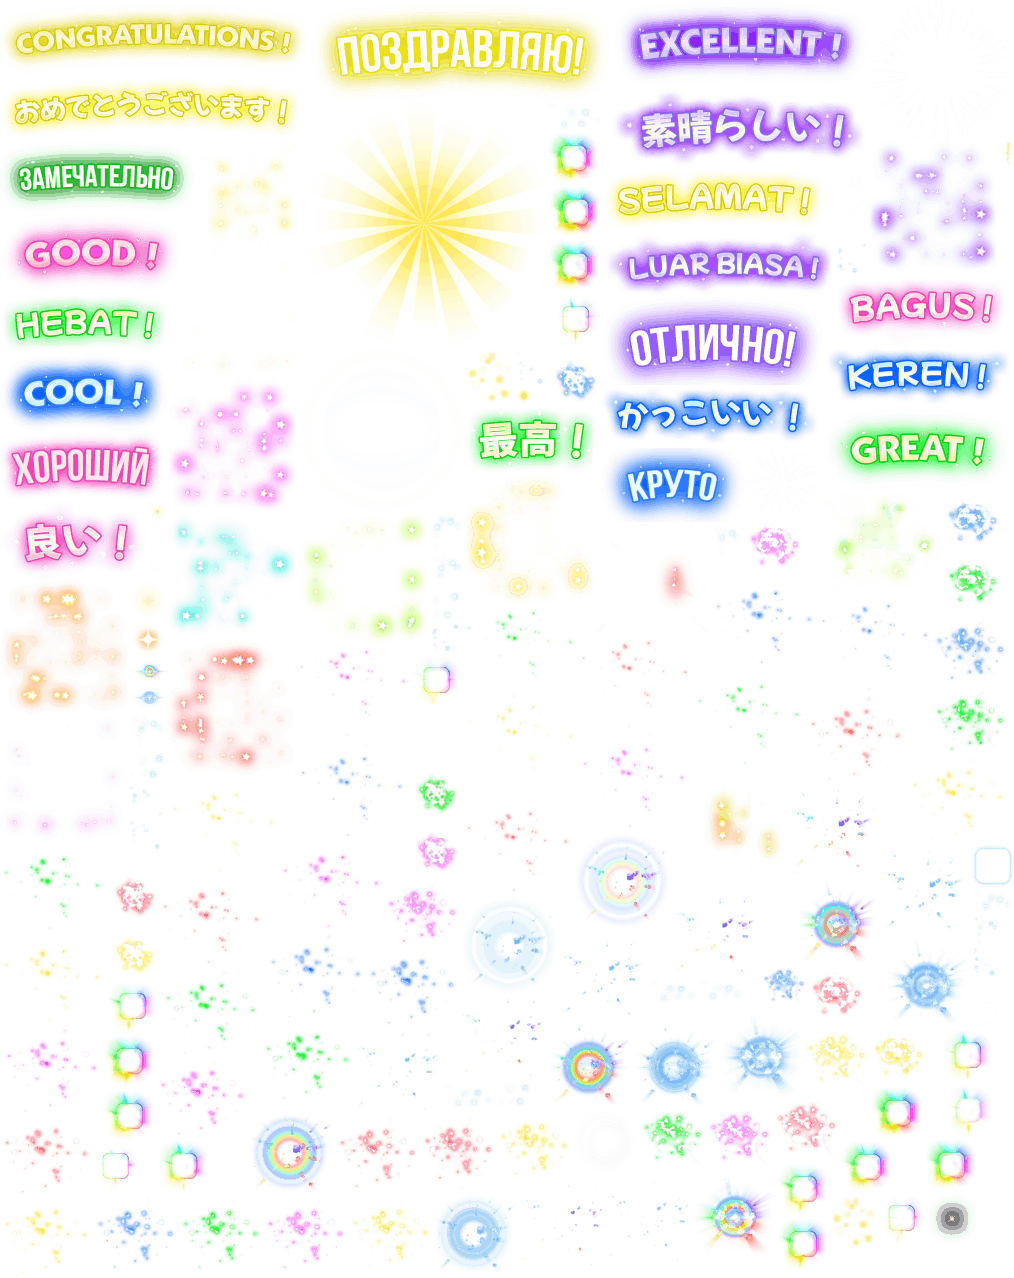 CONGRATULATIONS!
ПОЗДРАВЛЯЮ!
EXCELLENT!
おめでとうございます!
素晴らしい!
ЗАМЕЧАТЕЛЬНО
SELAMAT!
GOOD!
LUAR BIASA!
HEBAT!
BAGUS!
ОТЛИЧНО!
COOL!
KEREN!
かっこいい!
最高!
GREAT!
ХОРОШИЙ
КРУТО
良い!